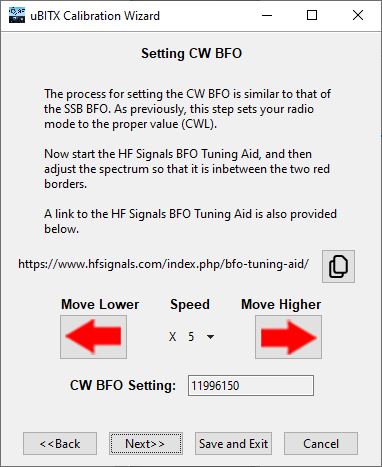 uBITX Calibration Wizard
Setting CW BFO
The process for setting the CW BFO is similar to that of
the SSB BFO. As previously, this step sets your radio
mode to the proper value (CWL).
Now start the HF Signals BFO Tuning Aid, and then
adjust the spectrum so that it is inbetween the two red
borders.
A link to the HF Signals BFO Tuning Aid is also provided
below.
https://www.hfsignals.com/index.php/bfo-tuning-aid/
Move Lower Speed Move Higher
X 5
CW BFO Setting: 11996150
<<Back Next>> Save and Exit Cancel